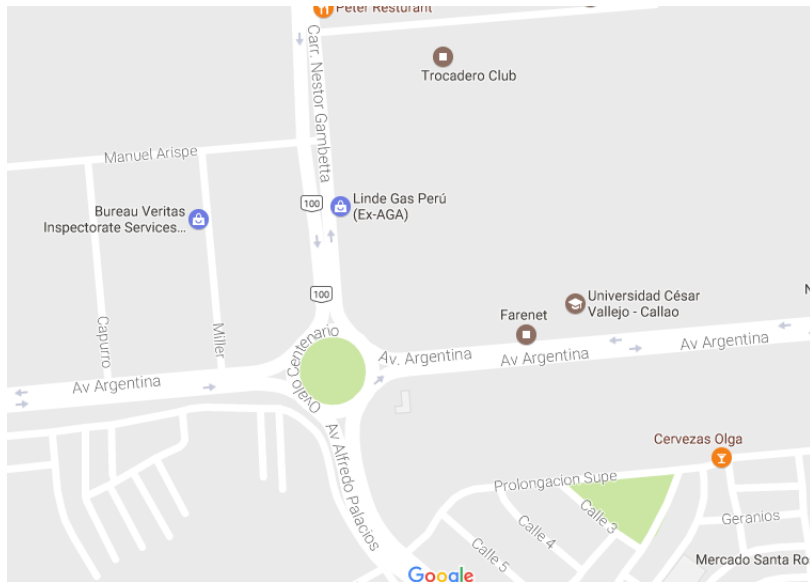 Peter Resturant
Carr. Nestor Gambetta
Trocadero Club
Manuel Arispe
100
Linde Gas Perú
(Ex-AGA)
Bureau Veritas
Inspectorate Services...
100
Universidad César
Vallejo - Callao
N
Farenet
Capurro
Miller
Ovalo Centenario
Av. Argentina
Av Argentina
Av Argentina
Av Argentina
Av Alfredo Palacios
Cervezas Olga
Prolongacion Supe
Calle 3
Calle 4
Calle 5
Geranios
Mercado Santa Ro
Google